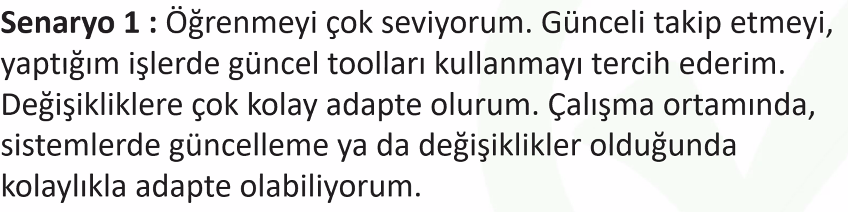 Senaryo 1 : Öğrenmeyi çok seviyorum. Günceli takip etmeyi,
yaptığım işlerde güncel toolları kullanmayı tercih ederim.
Değişikliklere çok kolay adapte olurum. Çalışma ortamında,
sistemlerde güncelleme ya da değişiklikler olduğunda
kolaylıkla adapte olabiliyorum.